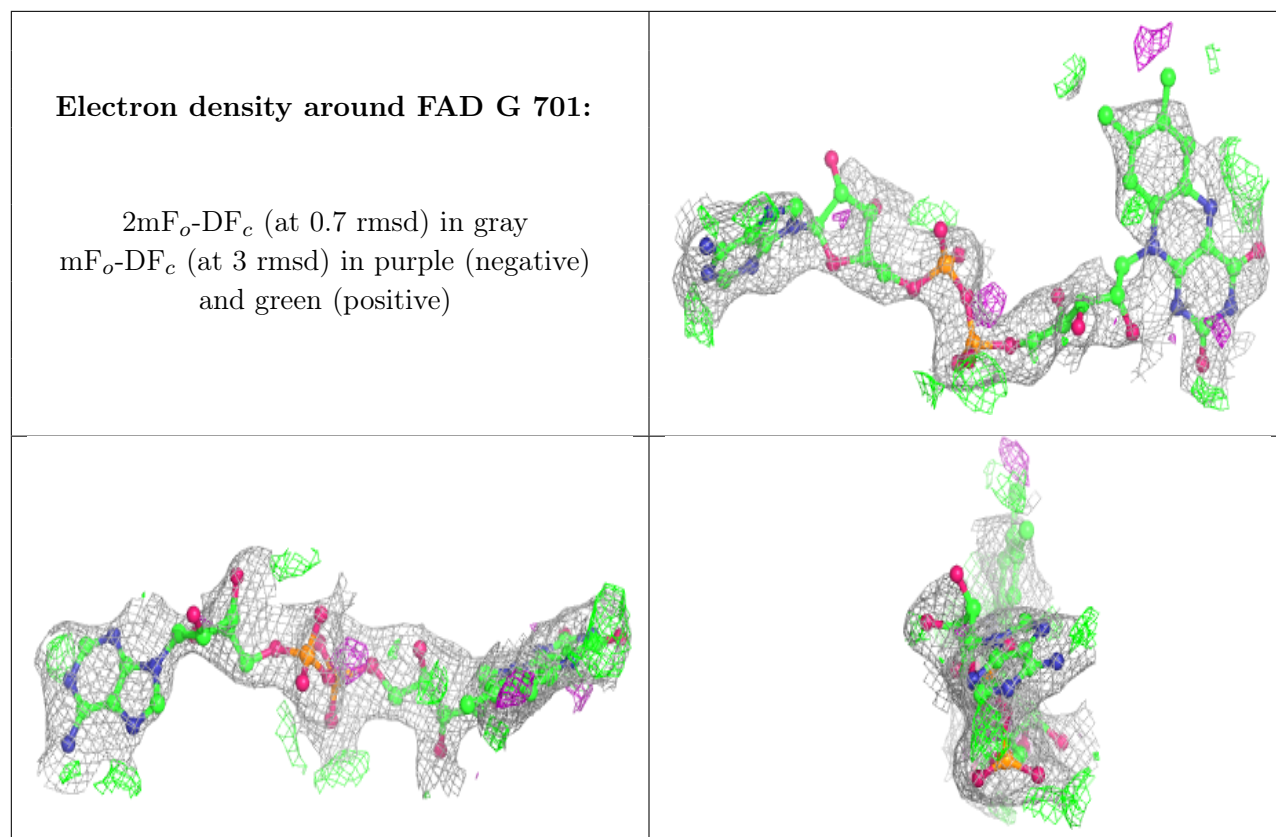 Electron density around FAD G 701:
2mFo-DFc (at 0.7 rmsd) in gray
mFo-DFc (at 3 rmsd) in purple (negative)
and green (positive)